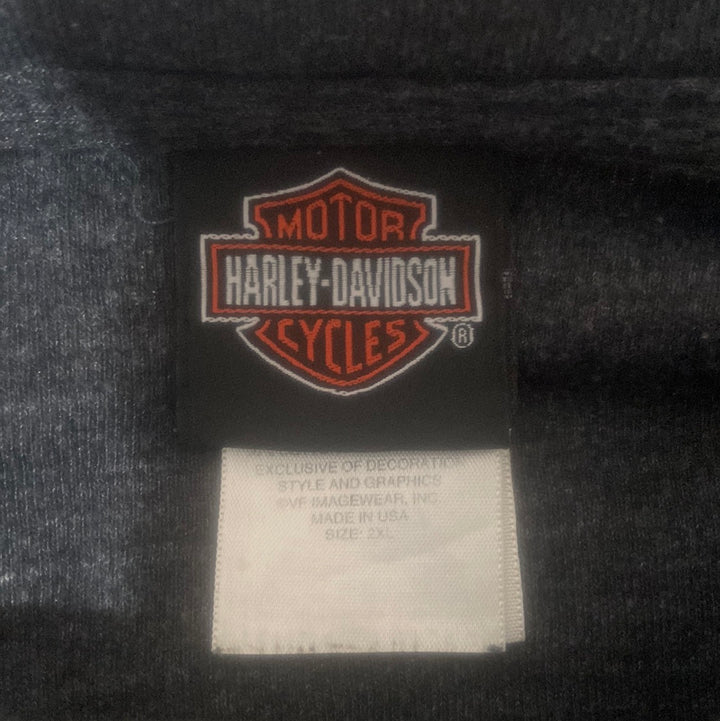 MOTOR
HARLEY-DAVIDSON
CYCLES
®
EXCLUSIVE OF DECORATION
STYLE AND GRAPHICS
©VF IMAGEWEAR, INC.
MADE IN USA
SIZE: 2XL